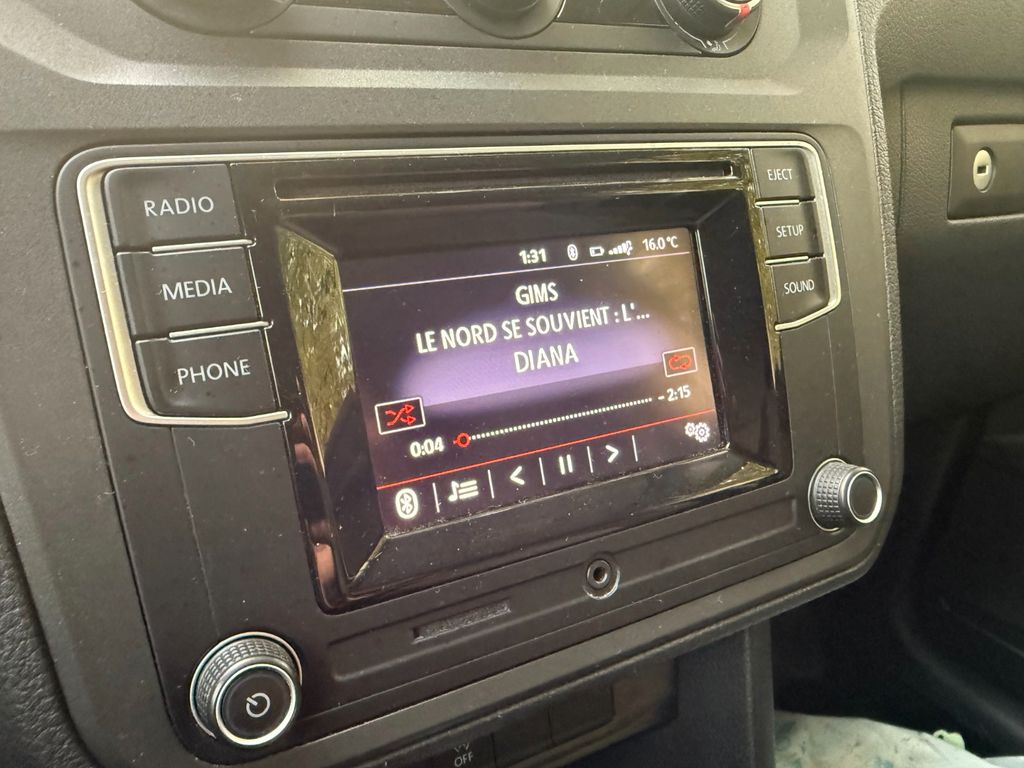 RADIO
MEDIA
PHONE
EJECT
SETUP
SOUND
1:31 16.0°C
GIMS
LE NORD SE SOUVIENT : L'...
DIANA
0:04 -2:15
OFF